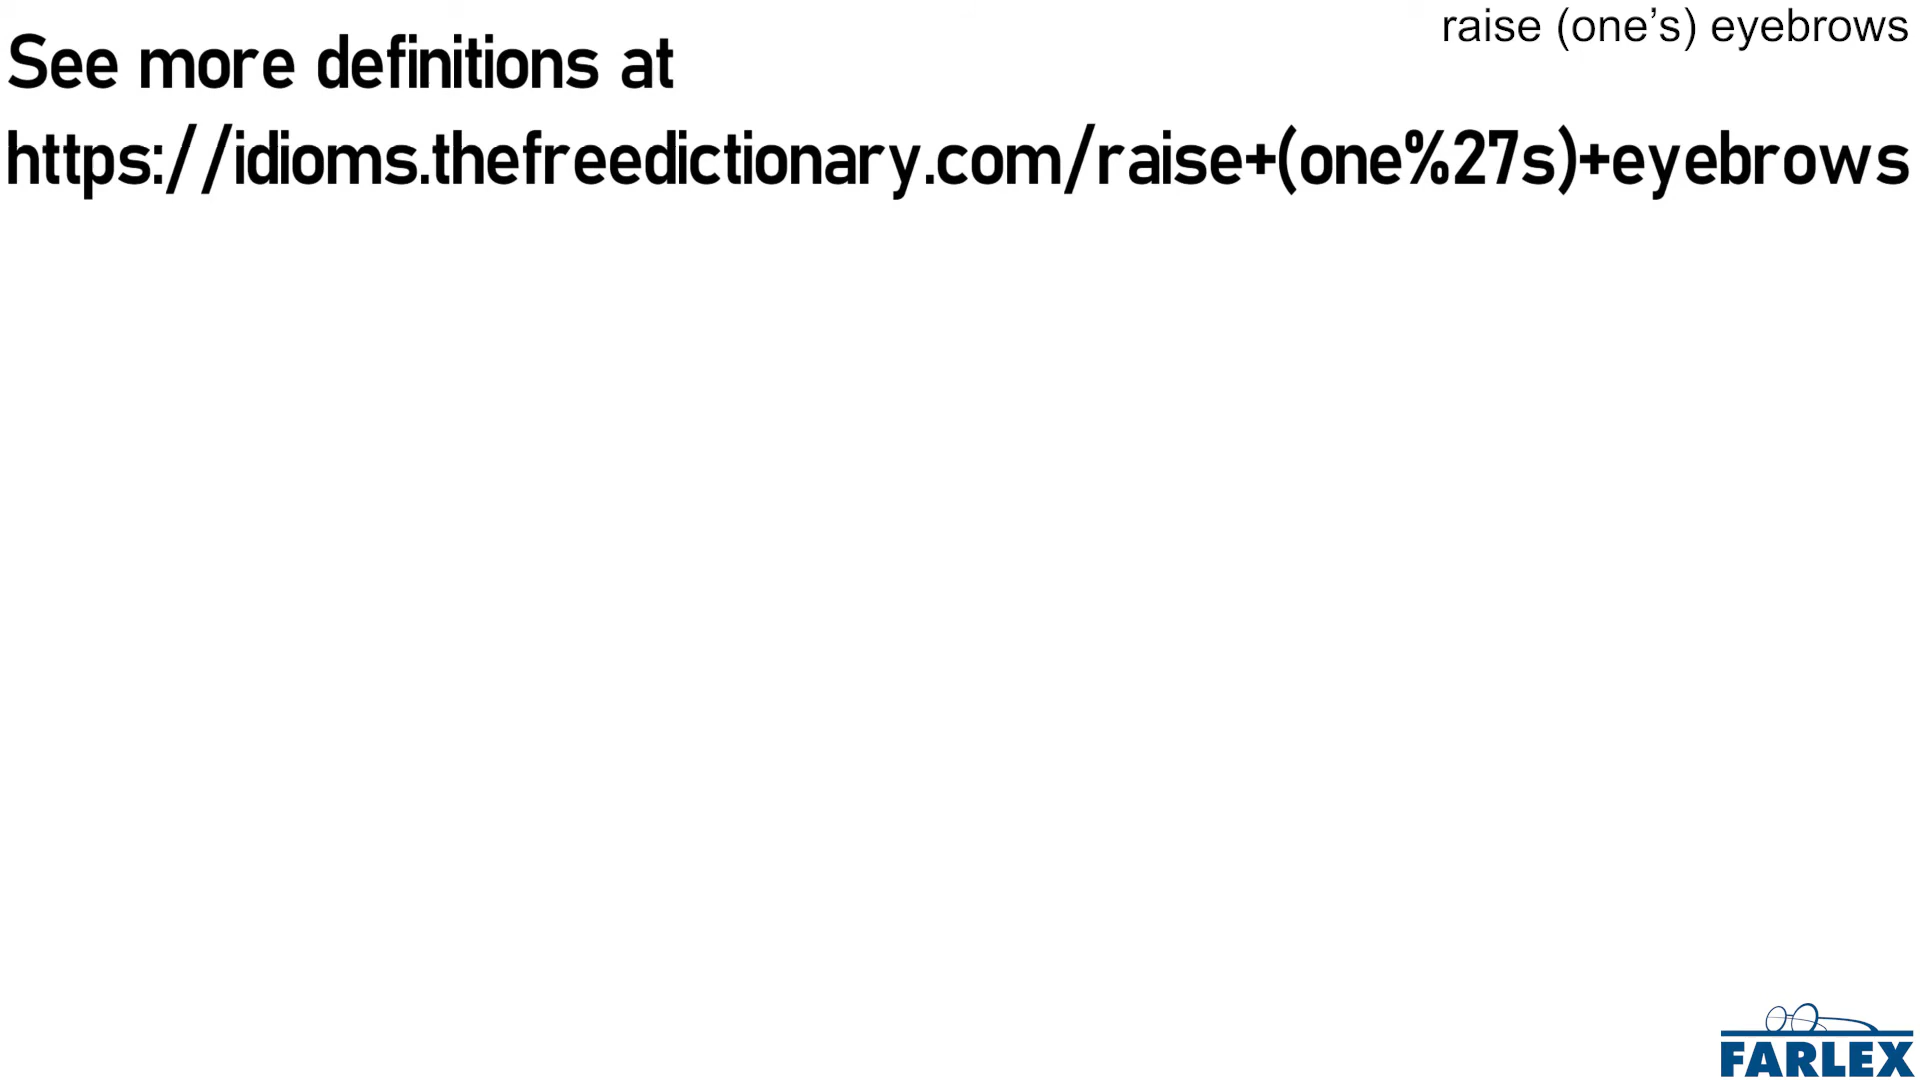 raise (one’s) eyebrows
See more definitions at
https://idioms.thefreedictionary.com/raise+(one%27s)+eyebrows
FARLEX